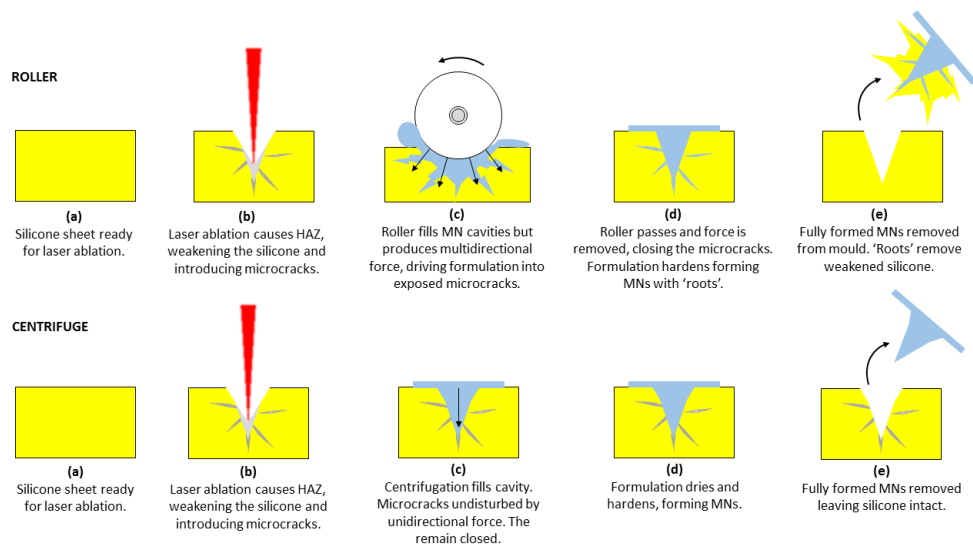 ROLLER
(a)
Silicone sheet ready
for laser ablation.
(b)
Laser ablation causes HAZ,
weakening the silicone and
introducing microcracks.
(c)
Roller fills MN cavities but
produces multidirectional
force, driving formulation into
exposed microcracks.
(d)
Roller passes and force is
removed, closing the microcracks.
Formulation hardens forming
MNs with ‘roots’.
(e)
Fully formed MNs removed
from mould. ‘Roots’ remove
weakened silicone.
CENTRIFUGE
(a)
Silicone sheet ready
for laser ablation.
(b)
Laser ablation causes HAZ,
weakening the silicone and
introducing microcracks.
(c)
Centrifugation fills cavity.
Microcracks undisturbed by
unidirectional force. The
remain closed.
(d)
Formulation dries and
hardens, forming MNs.
(e)
Fully formed MNs removed
leaving silicone intact.